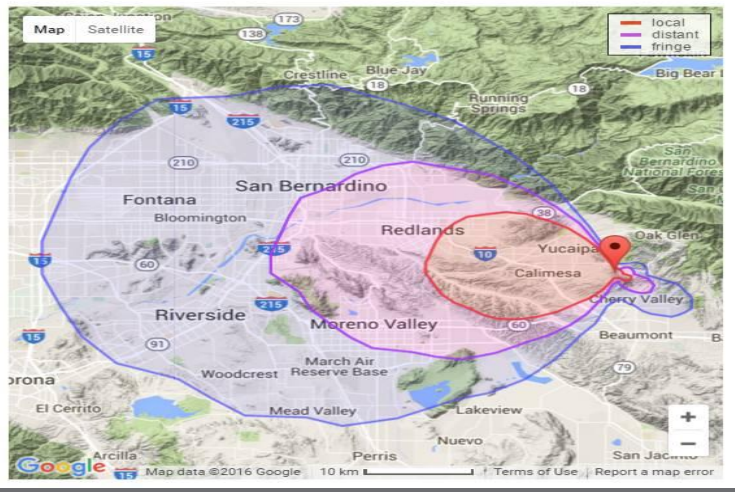 Map Satellite
173
138
local
distant
fringe
15
Crestline
Blue Jay
18
18
Big Bear
Running
Springs
15
215
210
210
San
Bernardino
National Fores
San Bernardino
Fontana
Bloomington
38
Redlands
Oak Glen
Yucaipa
10
15
60
Calimesa
Cherry Valley
215
Riverside
Moreno Valley
60
Beaumont
15
91
March Air
Reserve Base
Woodcrest
79
orona
El Cerrito
Mead Valley
Lakeview
+
Nuevo
−
Arcilla
Perris
San Jacinto
Google
15
Map data ©2016 Google
10 km
Terms of Use
Report a map error